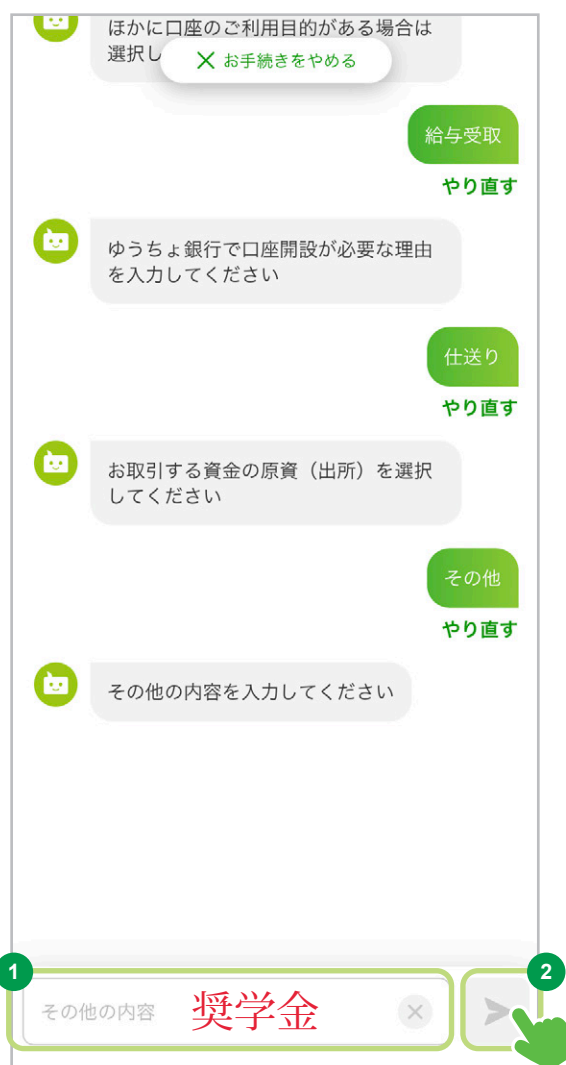 ほかに口座のご利用目的がある場合は
選択し
お手続きをやめる
給与受取
やり直す
ゆうちょ銀行で口座開設が必要な理由
を入力してください
仕送り
やり直す
お取引する資金の原資（出所）を選択
してください
その他
やり直す
その他の内容を入力してください
1
2
その他の内容 奨学金